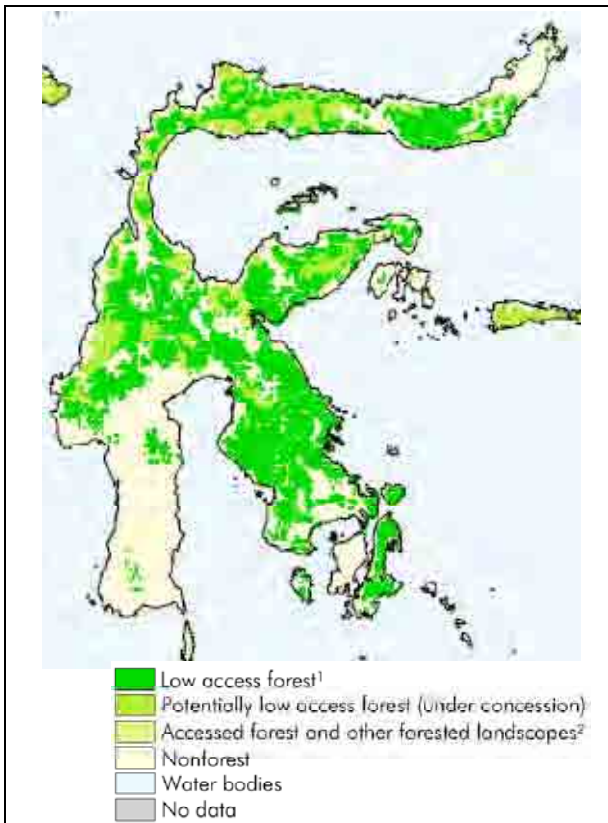 Low access forest¹
Potentially low access forest (under concession)
Accessed forest and other forested landscapes²
Nonforest
Water bodies
No data